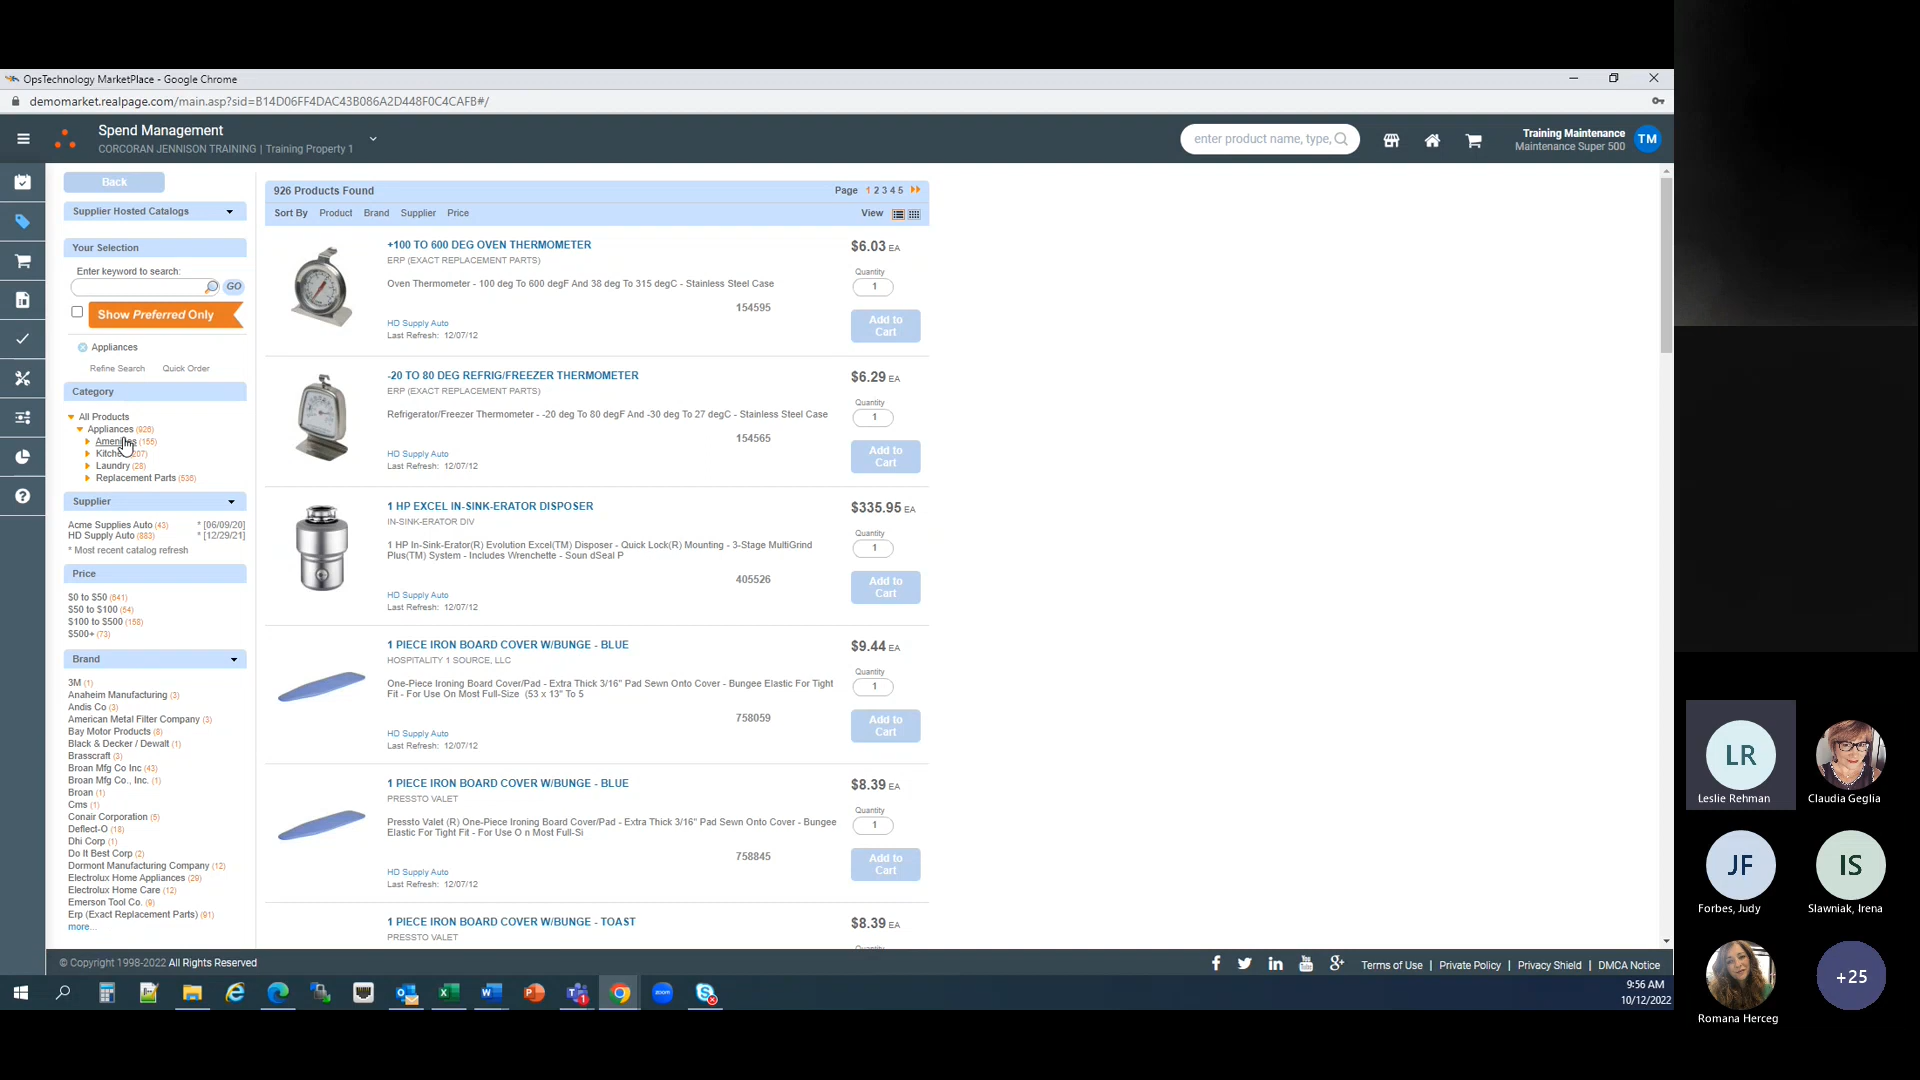 OpsTechnology MarketPlace - Google Chrome
demomarket.realpage.com/main.asp?sid=B14D06FF4DAC43B086A2D448F0C4CAFB#/
Spend Management
CORCORAN JENNISON TRAINING | Training Property 1
enter product name, type,
Training Maintenance
Maintenance Super 500
TM
Back
Supplier Hosted Catalogs
Your Selection
Enter keyword to search:
GO
Show Preferred Only
Appliances
Refine Search Quick Order
Category
All Products
Appliances (926)
(155)
(207)
Laundry (28)
Replacement Parts (536)
Supplier
Acme Supplies Auto (43) * [06/09/20]
HD Supply Auto (883) * [12/29/21]
* Most recent catalog refresh
Price
$0 to $50 (641)
$50 to $100 (54)
$100 to $500 (158)
$500+ (73)
Brand
3M (1)
Anaheim Manufacturing (3)
Andis Co (3)
American Metal Filter Company (3)
Bay Motor Products (8)
Black & Decker / Dewalt (1)
Brasscraft (3)
Broan Mfg Co Inc (43)
Broan Mfg Co., Inc. (1)
Broan (1)
Cms (1)
Conair Corporation (5)
Deflect-O (18)
Dhi Corp (1)
Do It Best Corp (2)
Dormont Manufacturing Company (12)
Electrolux Home Appliances (29)
Electrolux Home Care (12)
Emerson Tool Co. (9)
Erp (Exact Replacement Parts) (91)
more...
926 Products Found
Page 1 2 3 4 5
Sort By Product Brand Supplier Price
View
+100 TO 600 DEG OVEN THERMOMETER
ERP (EXACT REPLACEMENT PARTS)
Oven Thermometer - 100 deg To 600 degF And 38 deg To 315 degC - Stainless Steel Case
154595
HD Supply Auto
Last Refresh: 12/07/12
$6.03 EA
Quantity
1
Add to
Cart
-20 TO 80 DEG REFRIG/FREEZER THERMOMETER
ERP (EXACT REPLACEMENT PARTS)
Refrigerator/Freezer Thermometer - -20 deg To 80 degF And -30 deg To 27 degC - Stainless Steel Case
154565
HD Supply Auto
Last Refresh: 12/07/12
$6.29 EA
Quantity
1
Add to
Cart
1 HP EXCEL IN-SINK-ERATOR DISPOSER
IN-SINK-ERATOR DIV
1 HP In-Sink-Erator(R) Evolution Excel(TM) Disposer - Quick Lock(R) Mounting - 3-Stage MultiGrind
Plus(TM) System - Includes Wrenchette - Soun dSeal P
405526
HD Supply Auto
Last Refresh: 12/07/12
$335.95 EA
Quantity
1
Add to
Cart
1 PIECE IRON BOARD COVER W/BUNGE - BLUE
HOSPITALITY 1 SOURCE, LLC
One-Piece Ironing Board Cover/Pad - Extra Thick 3/16" Pad Sewn Onto Cover - Bungee Elastic For Tight
Fit - For Use On Most Full-Size (53 x 13" To 5
758059
HD Supply Auto
Last Refresh: 12/07/12
$9.44 EA
Quantity
1
Add to
Cart
1 PIECE IRON BOARD COVER W/BUNGE - BLUE
PRESSTO VALET
Pressto Valet (R) One-Piece Ironing Board Cover/Pad - Extra Thick 3/16" Pad Sewn Onto Cover - Bungee
Elastic For Tight Fit - For Use O n Most Full-Si
758845
HD Supply Auto
Last Refresh: 12/07/12
$8.39 EA
Quantity
1
Add to
Cart
1 PIECE IRON BOARD COVER W/BUNGE - TOAST
PRESSTO VALET
$8.39 EA
Quantity
© Copyright 1998-2022 All Rights Reserved
Terms of Use | Private Policy | Privacy Shield | DMCA Notice
9:56 AM
10/12/2022
LR
Leslie Rehman
Claudia Geglia
JF
Forbes, Judy
IS
Slawniak, Irena
Romana Herceg
+25